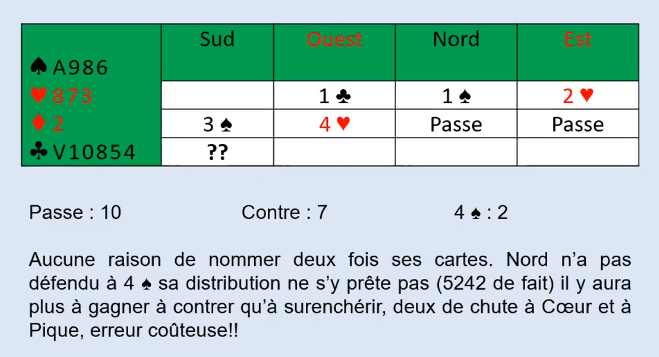 Sud Ouest Nord Est
♠ A986
♥ 873 1 ♣ 1 ♠ 2 ♥
♦ 2 3 ♠ 4 ♥ Passe Passe
♣ V10854 ??
Passe : 10 Contre : 7 4 ♠ : 2
Aucune raison de nommer deux fois ses cartes. Nord n’a pas
défendu à 4 ♠ sa distribution ne s’y prête pas (5242 de fait) il y aura
plus à gagner à contrer qu’à surenchérir, deux de chute à Cœur et à
Pique, erreur coûteuse!!